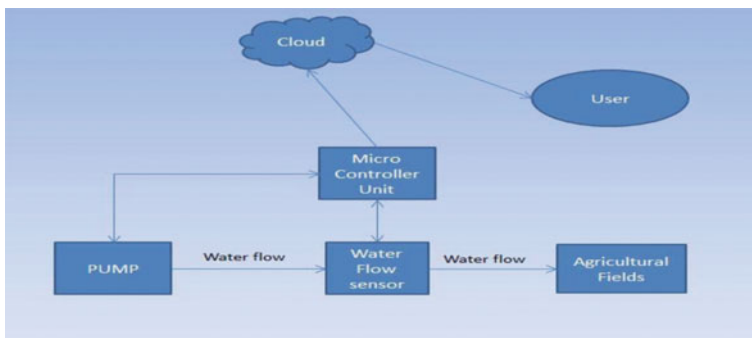 Cloud
User
Micro
Controller
Unit
PUMP
Water flow
Water
Flow
sensor
Water flow
Agricultural
Fields